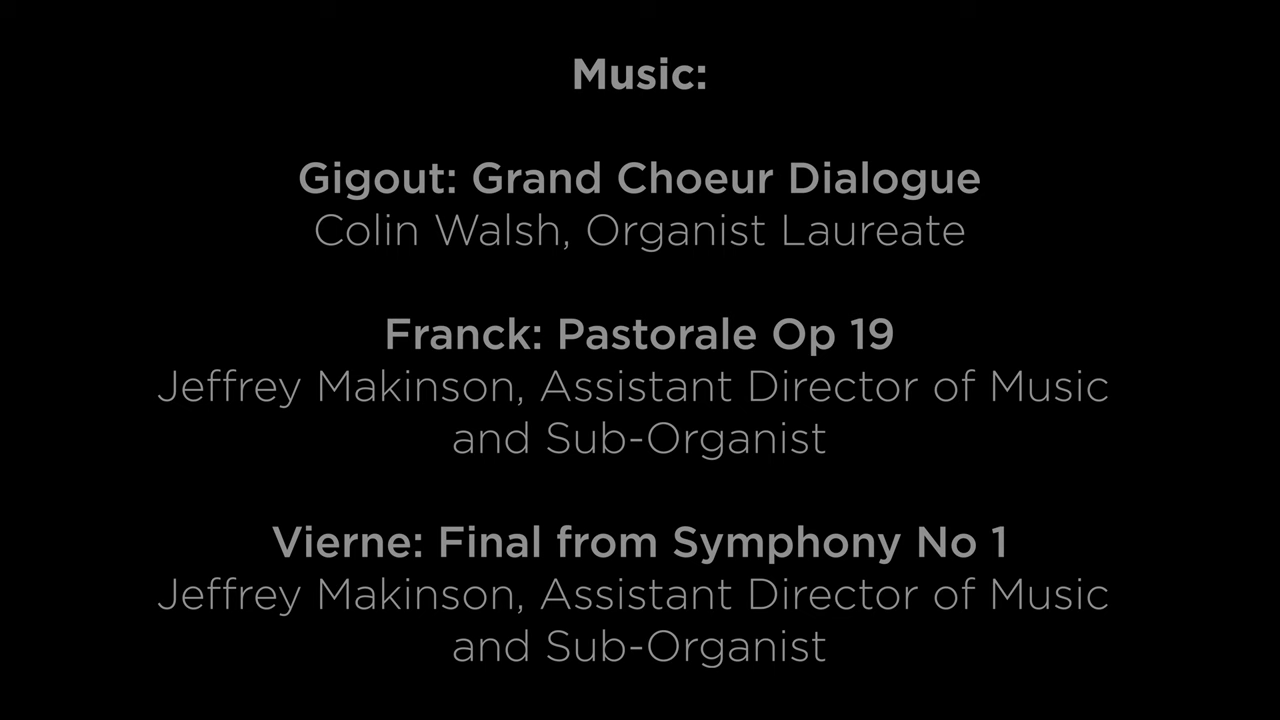 Music:
Gigout: Grand Choeur Dialogue
Colin Walsh, Organist Laureate
Franck: Pastorale Op 19
Jeffrey Makinson, Assistant Director of Music
and Sub-Organist
Vierne: Final from Symphony No 1
Jeffrey Makinson, Assistant Director of Music
and Sub-Organist